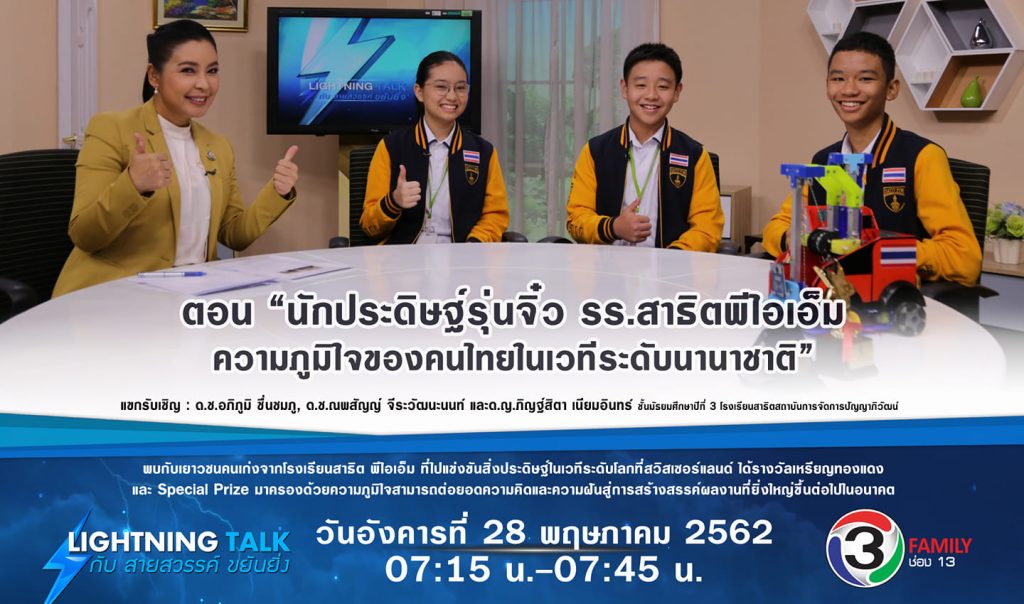 LIGHTNING TALK
กับ สายสวรรค์ ขยันยิ่ง
ตอน “นักประดิษฐ์รุ่นจิ๋ว รร.สาธิตพีไอเอ็ม
ความภูมิใจของคนไทยในเวทีระดับนานาชาติ”
แขกรับเชิญ : ด.ช.อภิภูมิ ชื่นชมภู, ด.ช.ณพสัญญ์ จีระวัฒนะนนท์ และด.ญ.ภิญฐ์สิตา เนียมอินทร์ ชั้นมัธยมศึกษาปีที่ 3 โรงเรียนสาธิตสถาบันการจัดการปัญญาภิวัฒน์
พบกับเยาวชนคนเก่งจากโรงเรียนสาธิต พีไอเอ็ม ที่ไปแข่งขันสิ่งประดิษฐ์ในเวทีระดับโลกที่สวิสเซอร์แลนด์ ได้รางวัลเหรียญทองแดง
และ Special Prize มาครองด้วยความภูมิใจสามารถต่อยอดความคิดและความฝันสู่การสร้างสรรค์ผลงานที่ยิ่งใหญ่ขึ้นต่อไปในอนาคต
LIGHTNING TALK
กับ สายสวรรค์ ขยันยิ่ง
วันอังคารที่ 28 พฤษภาคม 2562
07:15 น.–07:45 น.
3 FAMILY
ช่อง 13